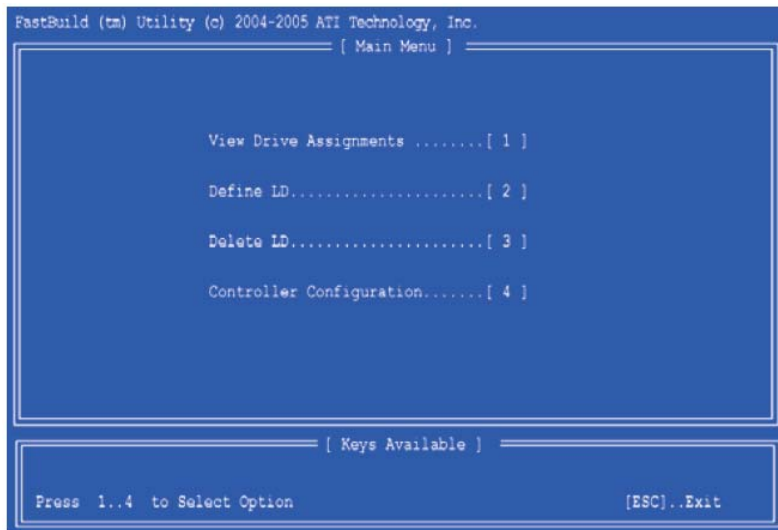 FastBuild (tm) Utility (c) 2004-2005 ATI Technology, Inc.
[ Main Menu ]
View Drive Assignments ........[ 1 ]
Define LD......................[ 2 ]
Delete LD......................[ 3 ]
Controller Configuration.......[ 4 ]
[ Keys Available ]
Press 1..4 to Select Option [ESC]..Exit